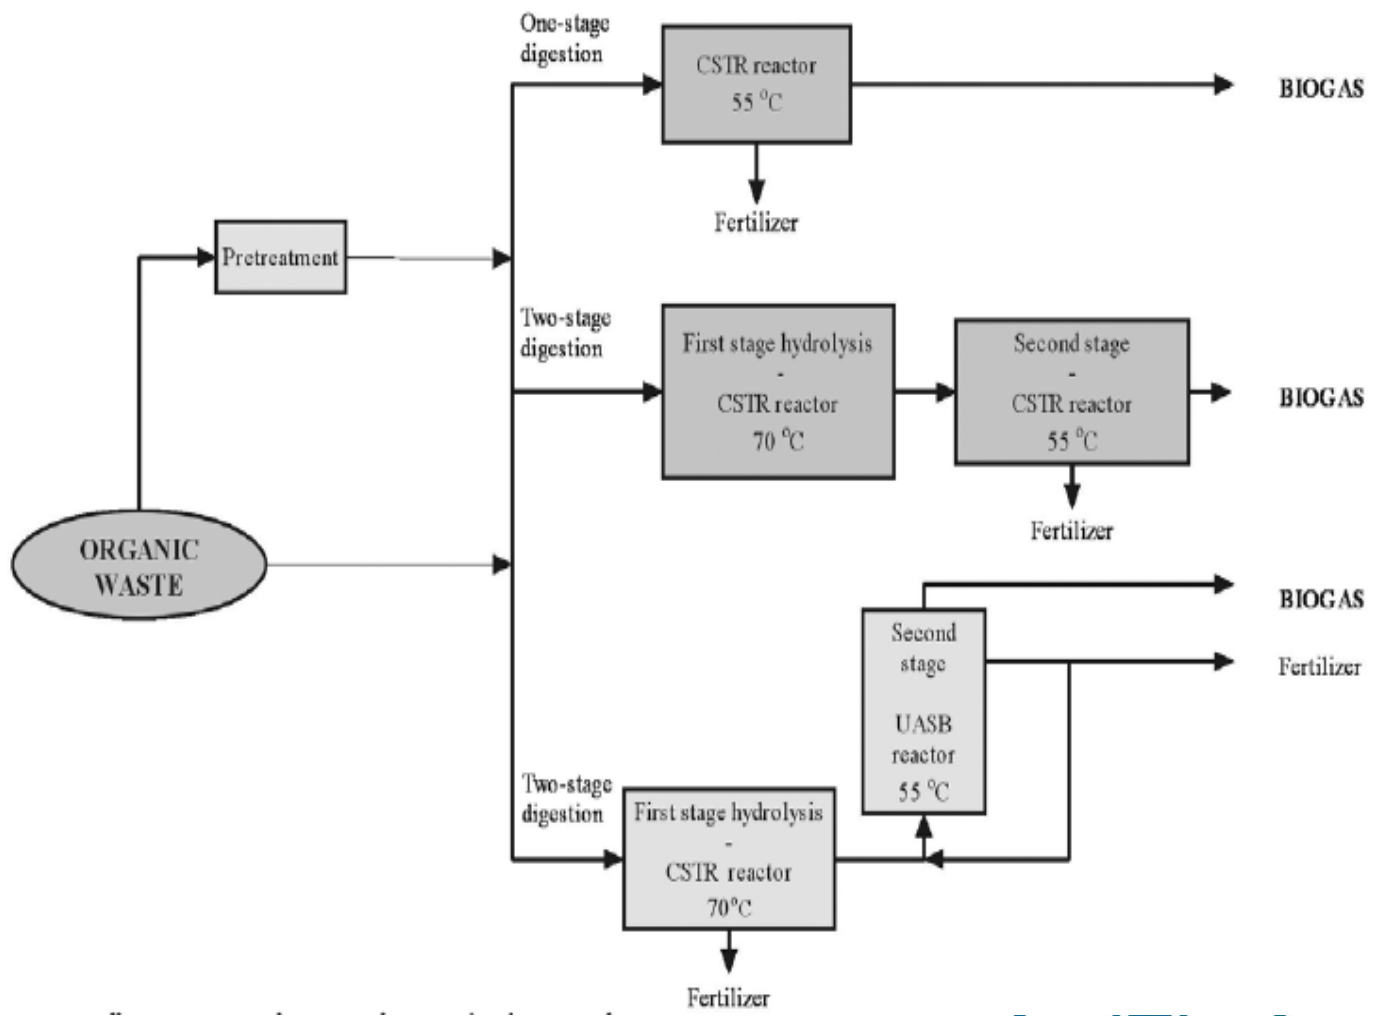 One-stage
digestion
CSTR reactor
55 °C
BIOGAS
Fertilizer
Pretreatment
Two-stage
digestion
First stage hydrolysis
-
CSTR reactor
70 °C
Second stage
-
CSTR reactor
55 °C
BIOGAS
Fertilizer
ORGANIC
WASTE
BIOGAS
Second
stage
UASB
reactor
55 °C
Fertilizer
Two-stage
digestion
First stage hydrolysis
-
CSTR reactor
70°C
Fertilizer